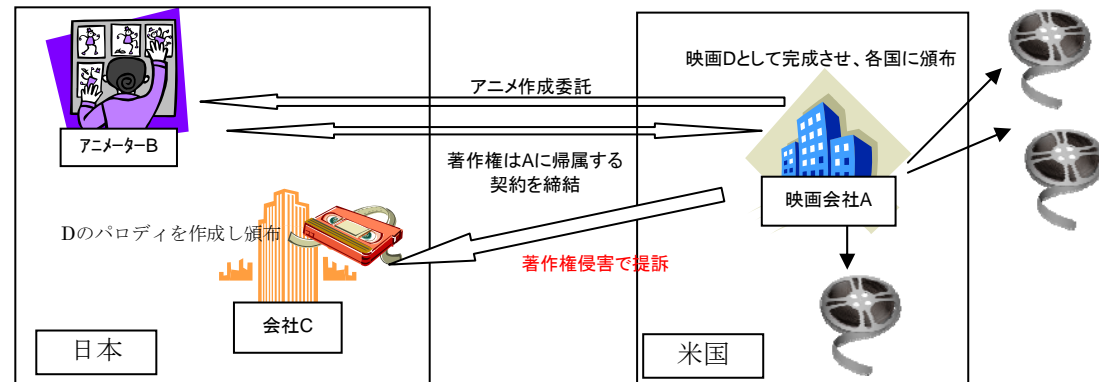 映画Dとして完成させ、各国に頒布
アニメ作成委託
アニメーターB
著作権はAに帰属する
契約を締結
映画会社A
Dのパロディを作成し頒布
著作権侵害で提訴
会社C
日本
米国